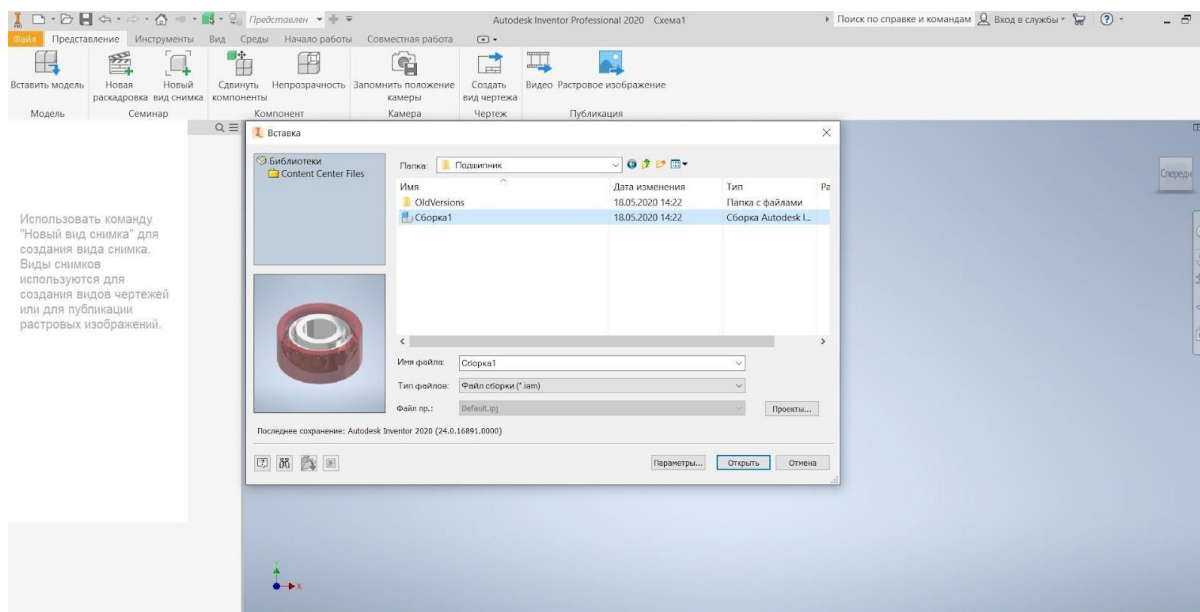 Представлен Autodesk Inventor Professional 2020 Схема1 Поиск по справке и командам Вход в службы
Файл Представление Инструменты Вид Среды Начало работы Совместная работа
Вставить модель Новая раскадровка Новый вид снимка Сдвинуть компоненты Непрозрачность Запомнить положение камеры Создать вид чертежа Видео Растровое изображение
Модель Семинар Компонент Камера Чертеж Публикация
Использовать команду
"Новый вид снимка" для
создания вида снимка.
Виды снимков
используются для
создания видов чертежей
или для публикации
растровых изображений.
Вставка
Библиотеки
Content Center Files
Папка: Подшипник
Имя Дата изменения Тип Ра
OldVersions 18.05.2020 14:22 Папка с файлами
Сборка1 18.05.2020 14:22 Сборка Autodesk I...
Имя файла: Сборка1
Тип файлов: Файл сборки (*.iam)
Файл пр.: Default.ipj Проекты...
Последнее сохранение: Autodesk Inventor 2020 (24.0.16891.0000)
Параметры... Открыть Отмена
Спереди
X